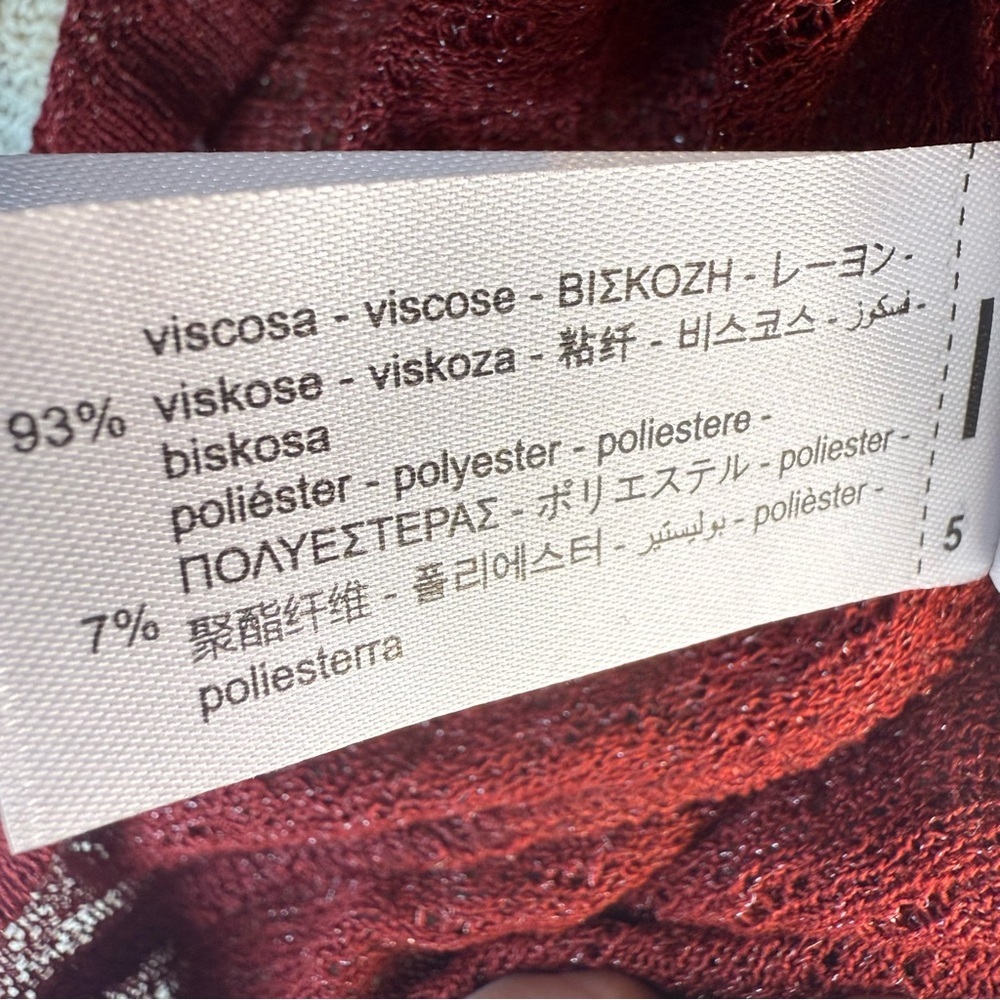 viscosa - viscose - ΒΙΣΚΟΖΗ - レーヨン -
93% viskose - viskoza - 粘纤 - 비스코스 - فسكوز -
biskosa
poliéster - polyester - poliestere -
ΠΟΛΥΕΣΤΕΡΑΣ - ポリエステル - poliester -
7% 聚酯纤维 - 폴리에스터 - بوليستير - polièster -
poliesterra
5